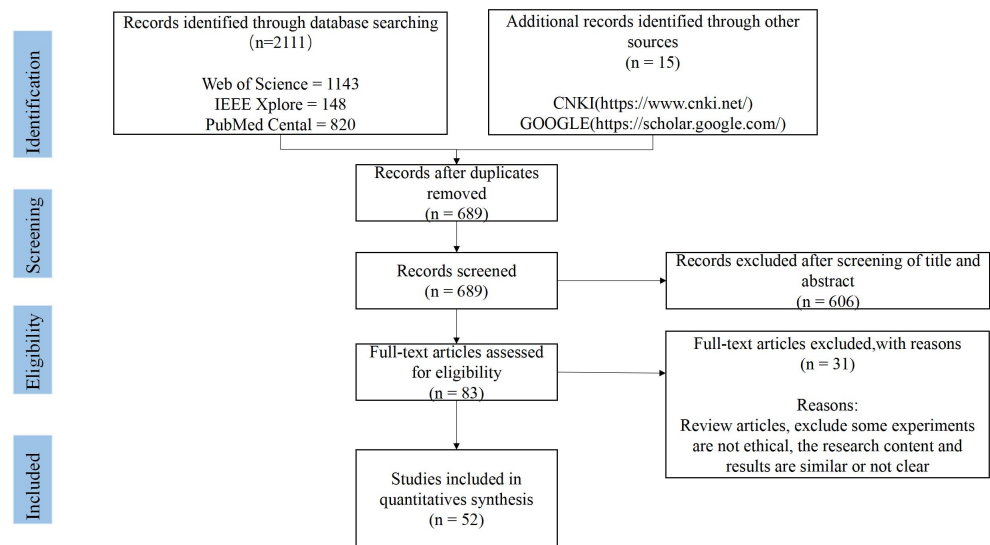 Identification
Records identified through database searching
(n=2111)
Web of Science = 1143
IEEE Xplore = 148
PubMed Cental = 820
Additional records identified through other
sources
(n = 15)
CNKI(https://www.cnki.net/)
GOOGLE(https://scholar.google.com/)
Screening
Records after duplicates
removed
(n = 689)
Records screened
(n = 689)
Records excluded after screening of title and
abstract
(n = 606)
Eligibility
Full-text articles assessed
for eligibility
(n = 83)
Full-text articles excluded,with reasons
(n = 31)
Reasons:
Review articles, exclude some experiments
are not ethical, the research content and
results are similar or not clear
Included
Studies included in
quantitatives synthesis
(n = 52)